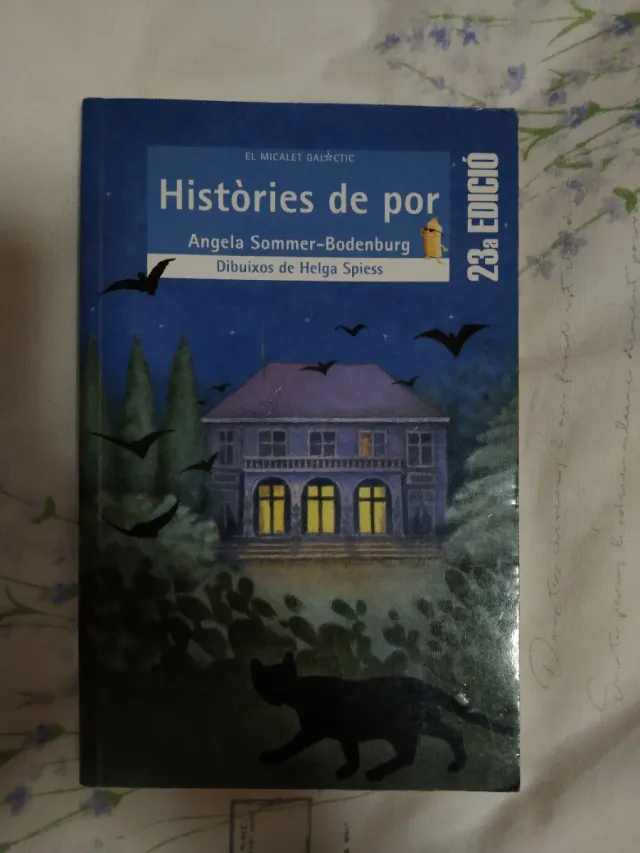 EL MICALET GALÀCTIC
Històries de por
Angela Sommer-Bodenburg
Dibuixos de Helga Spiess
23a EDICIÓ